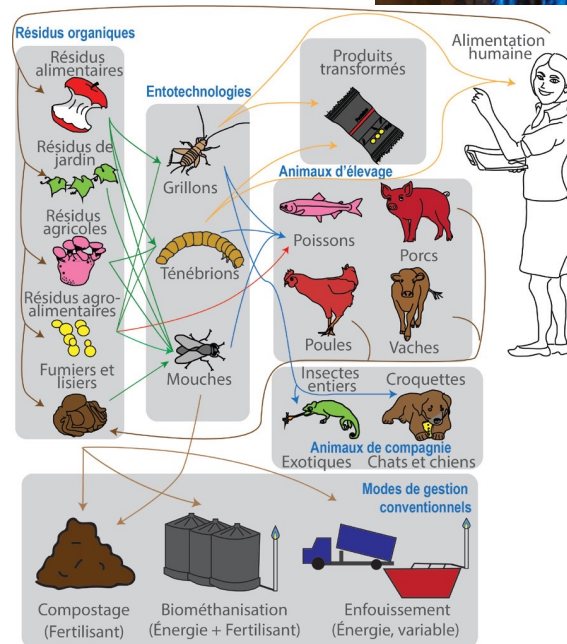 Résidus organiques
Résidus
alimentaires
Résidus de
jardin
Résidus
agricoles
Résidus agro-
alimentaires
Fumiers et
lisiers
Entotechnologies
Grillons
Ténébrions
Mouches
Produits
transformés
Alimentation
humaine
Animaux d'élevage
Poissons
Porcs
Poules
Vaches
Insectes
entiers
Croquettes
Animaux de compagnie
Exotiques
Chats et chiens
Modes de gestion
conventionnels
Compostage
(Fertilisant)
Biométhanisation
(Énergie + Fertilisant)
Enfouissement
(Énergie, variable)